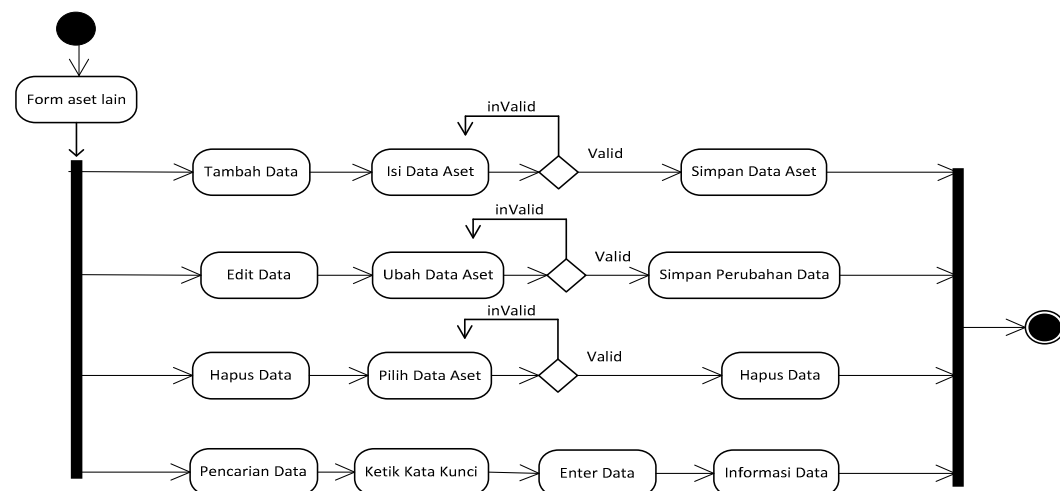 Form aset lain
inValid
Valid
Tambah Data
Isi Data Aset
Simpan Data Aset
inValid
Valid
Edit Data
Ubah Data Aset
Simpan Perubahan Data
inValid
Valid
Hapus Data
Pilih Data Aset
Hapus Data
Pencarian Data
Ketik Kata Kunci
Enter Data
Informasi Data